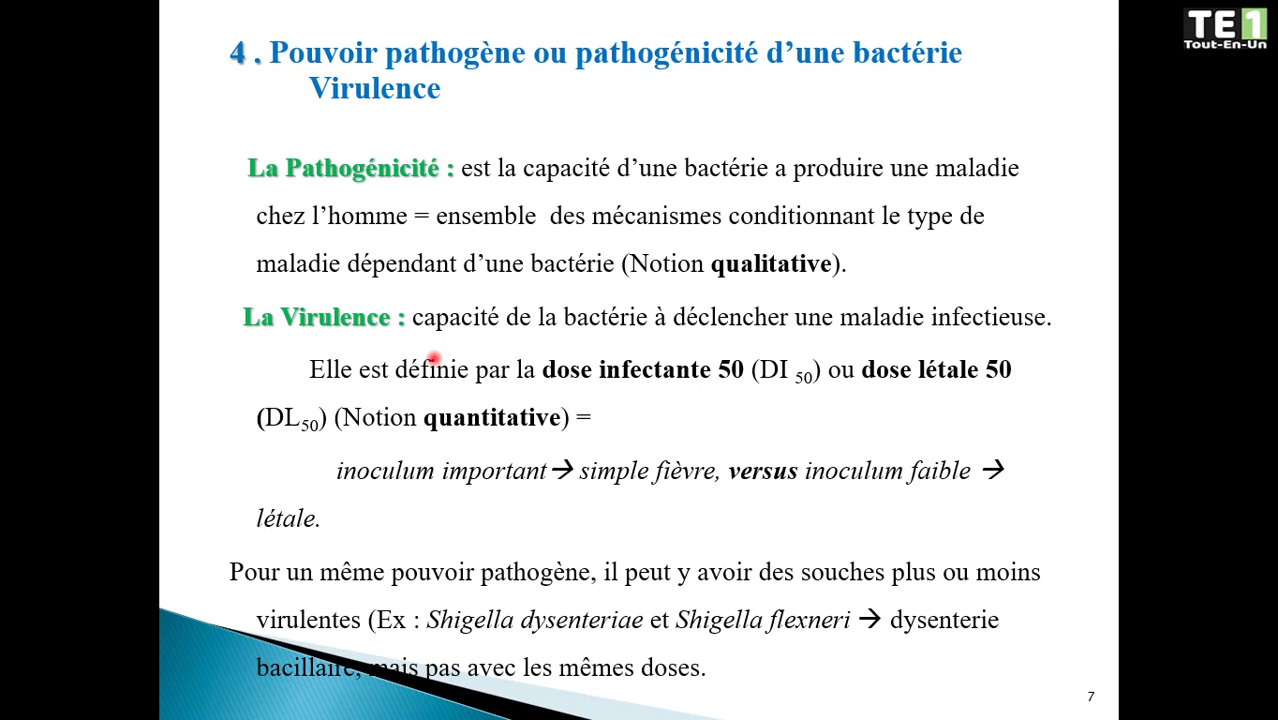 TE1
Tout-En-Un
4 . Pouvoir pathogène ou pathogénicité d’une bactérie
Virulence
La Pathogénicité : est la capacité d’une bactérie a produire une maladie
chez l’homme = ensemble des mécanismes conditionnant le type de
maladie dépendant d’une bactérie (Notion qualitative).
La Virulence : capacité de la bactérie à déclencher une maladie infectieuse.
Elle est définie par la dose infectante 50 (DI 50) ou dose létale 50
(DL50) (Notion quantitative) =
inoculum important→ simple fièvre, versus inoculum faible →
létale.
Pour un même pouvoir pathogène, il peut y avoir des souches plus ou moins
virulentes (Ex : Shigella dysenteriae et Shigella flexneri → dysenterie
bacillaire, mais pas avec les mêmes doses.
7